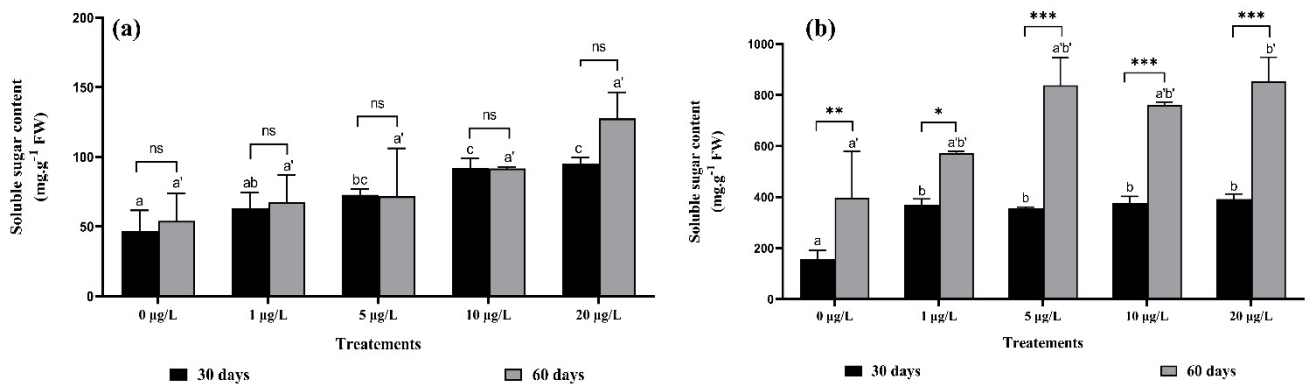 (a)
Soluble sugar content
(mg.g-1 FW)
200
150
100
50
0
ns
ns
ns
ns
ns
a
a'
ab
a'
bc
a'
c
a'
c
a'
0 µg/L
1 µg/L
5 µg/L
10 µg/L
20 µg/L
Treatements
30 days
60 days
(b)
Soluble sugar content
(mg.g-1 FW)
1000
800
600
400
200
0
**
*
***
***
***
a
a'
b
a'b'
b
a'b'
b
a'b'
b
b'
0 µg/L
1 µg/L
5 µg/L
10 µg/L
20 µg/L
Treatements
30 days
60 days